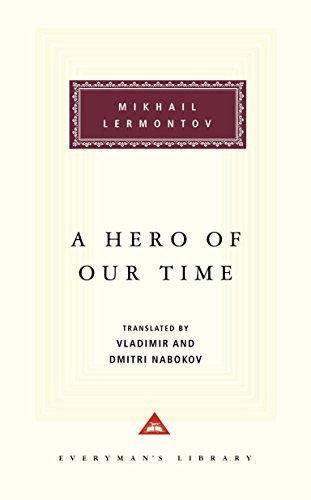 MIKHAIL
LERMONTOV
A HERO OF
OUR TIME
TRANSLATED BY
VLADIMIR AND
DMITRI NABOKOV
EVERYMAN'S LIBRARY